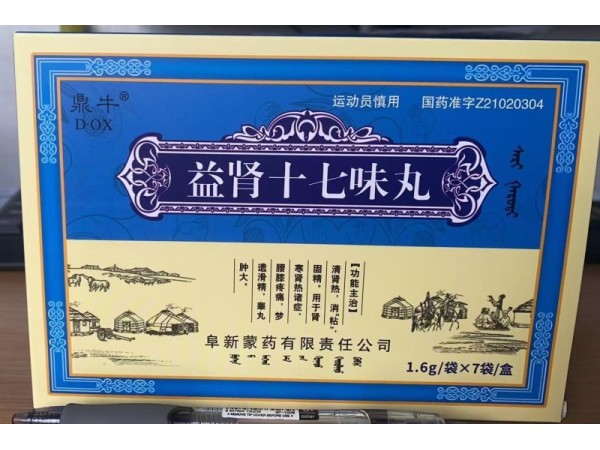 鼎牛®
D·OX
运动员慎用 国药准字Z21020304
益肾十七味丸
【功能主治】
清肾热，消“粘”，
固精。用于肾
寒肾热诸症，
腰膝疼痛，梦
遗滑精，睾丸
肿大。
阜新蒙药有限责任公司
1.6g/袋×7袋/盒